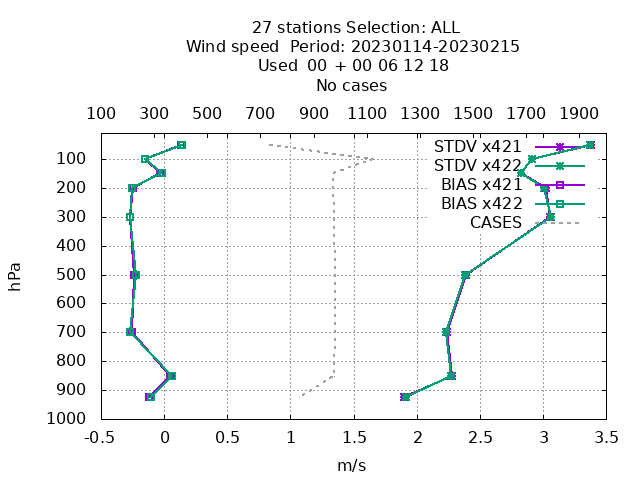 27 stations Selection: ALL
Wind speed  Period: 20230114-20230215
Used  00 + 00 06 12 18
No cases
100 300 500 700 900 1100 1300 1400 1500 1700 1900
STDV x421
STDV x422
BIAS x421
BIAS x422
CASES
100
200
300
400
500
600
700
800
900
1000
hPa
-0.5 0 0.5 1 1.5 2 2.5 3 3.5
m/s